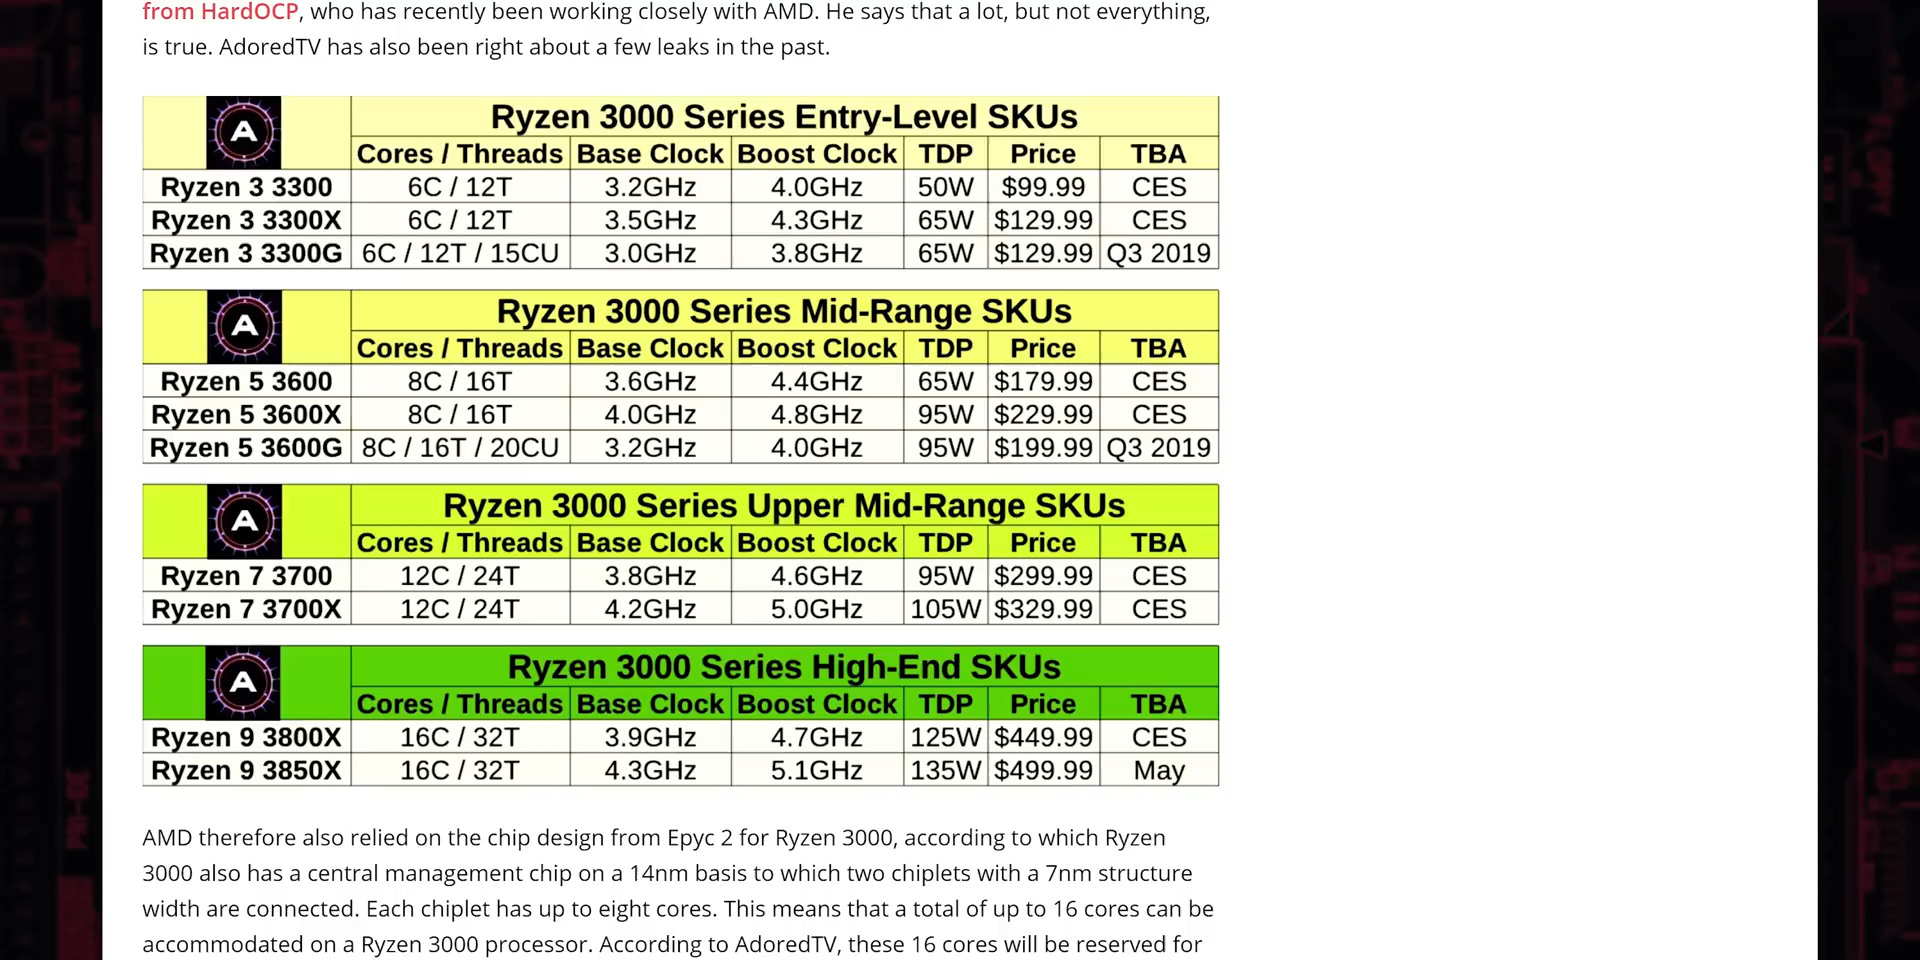 from HardOCP, who has recently been working closely with AMD. He says that a lot, but not everything,
is true. AdoredTV has also been right about a few leaks in the past.
A Ryzen 3000 Series Entry-Level SKUs
Cores / Threads Base Clock Boost Clock TDP Price TBA
Ryzen 3 3300 6C / 12T 3.2GHz 4.0GHz 50W $99.99 CES
Ryzen 3 3300X 6C / 12T 3.5GHz 4.3GHz 65W $129.99 CES
Ryzen 3 3300G 6C / 12T / 15CU 3.0GHz 3.8GHz 65W $129.99 Q3 2019
A Ryzen 3000 Series Mid-Range SKUs
Cores / Threads Base Clock Boost Clock TDP Price TBA
Ryzen 5 3600 8C / 16T 3.6GHz 4.4GHz 65W $179.99 CES
Ryzen 5 3600X 8C / 16T 4.0GHz 4.8GHz 95W $229.99 CES
Ryzen 5 3600G 8C / 16T / 20CU 3.2GHz 4.0GHz 95W $199.99 Q3 2019
A Ryzen 3000 Series Upper Mid-Range SKUs
Cores / Threads Base Clock Boost Clock TDP Price TBA
Ryzen 7 3700 12C / 24T 3.8GHz 4.6GHz 95W $299.99 CES
Ryzen 7 3700X 12C / 24T 4.2GHz 5.0GHz 105W $329.99 CES
A Ryzen 3000 Series High-End SKUs
Cores / Threads Base Clock Boost Clock TDP Price TBA
Ryzen 9 3800X 16C / 32T 3.9GHz 4.7GHz 125W $449.99 CES
Ryzen 9 3850X 16C / 32T 4.3GHz 5.1GHz 135W $499.99 May
AMD therefore also relied on the chip design from Epyc 2 for Ryzen 3000, according to which Ryzen
3000 also has a central management chip on a 14nm basis to which two chiplets with a 7nm structure
width are connected. Each chiplet has up to eight cores. This means that a total of up to 16 cores can be
accommodated on a Ryzen 3000 processor. According to AdoredTV, these 16 cores will be reserved for